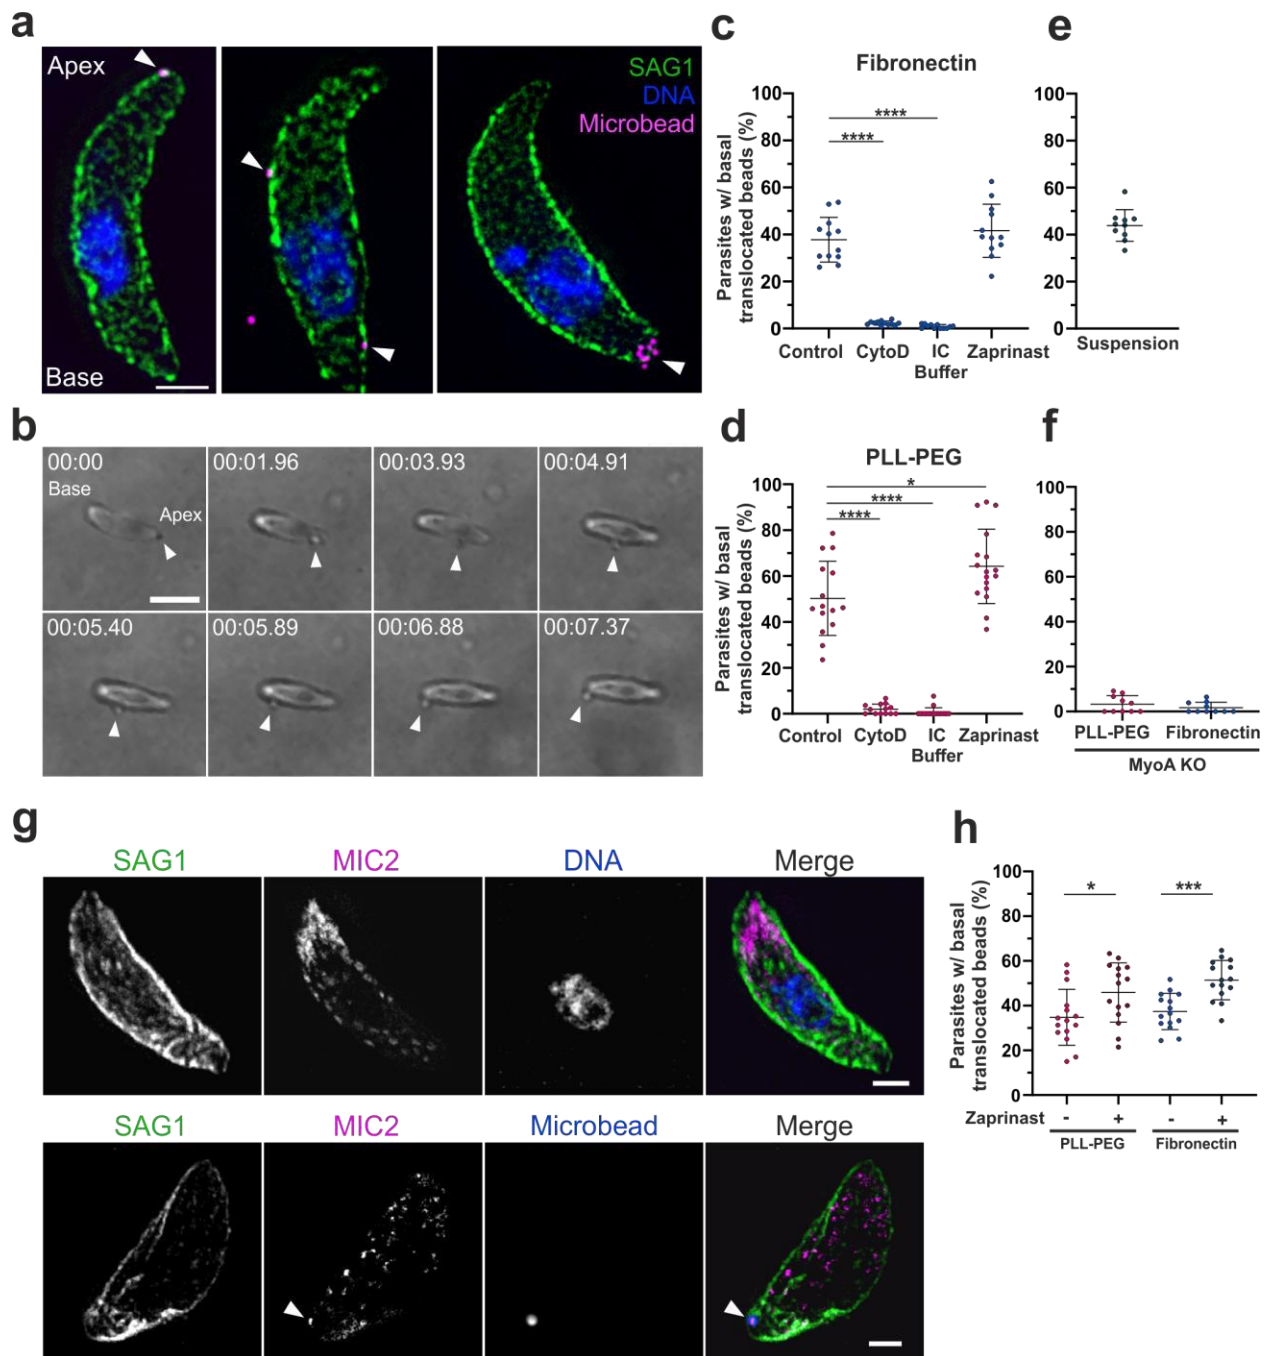 a
Apex
Base
SAG1
DNA
Microbead
b
00:00
Base
Apex
00:01.96
00:03.93
00:04.91
00:05.40
00:05.89
00:06.88
00:07.37
c
Fibronectin
Parasites w/ basal
translocated beads (%)
100
80
60
40
20
0
****
****
Control
CytoD
IC
Buffer
Zaprinast
d
PLL-PEG
Parasites w/ basal
translocated beads (%)
100
80
60
40
20
0
*
****
****
Control
CytoD
IC
Buffer
Zaprinast
e
100
80
60
40
20
0
Suspension
f
100
80
60
40
20
0
PLL-PEG
Fibronectin
MyoA KO
g
SAG1
MIC2
DNA
Merge
SAG1
MIC2
Microbead
Merge
h
Parasites w/ basal
translocated beads (%)
100
80
60
40
20
0
*
***
Zaprinast - + - +
PLL-PEG
Fibronectin